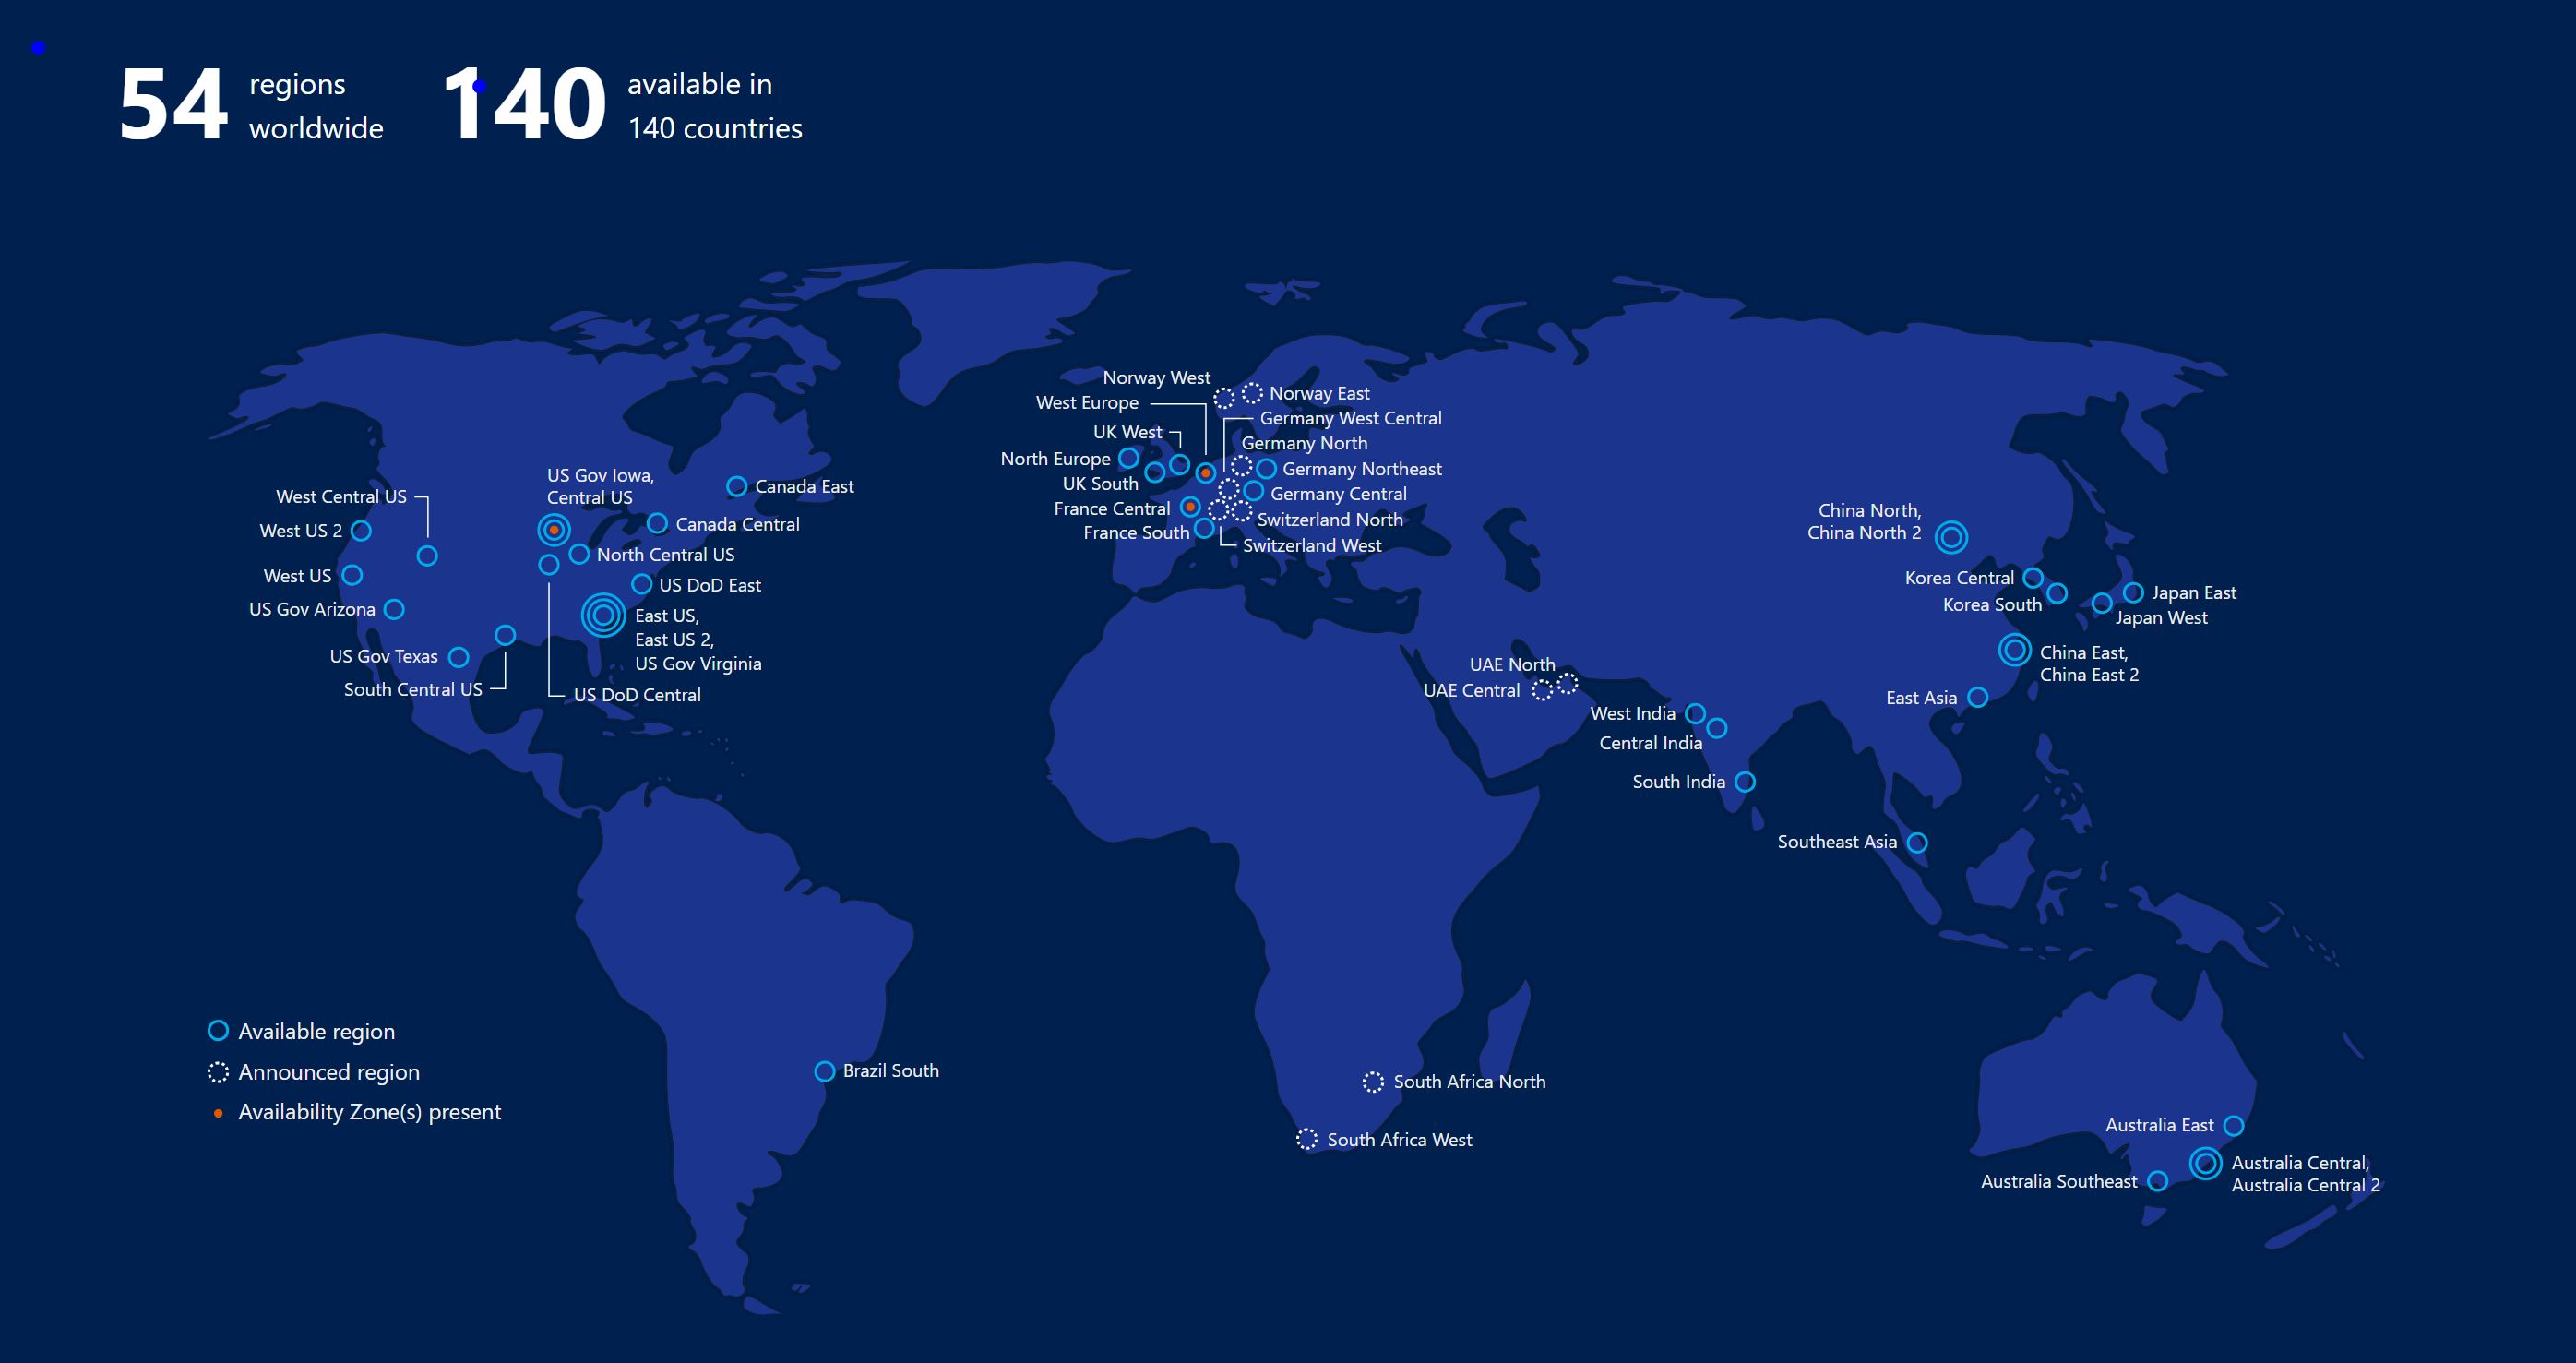 54 regions worldwide
140 available in 140 countries
Norway West
Norway East
West Europe
Germany West Central
UK West
Germany North
North Europe
Germany Northeast
UK South
Germany Central
France Central
Switzerland North
France South
Switzerland West
US Gov Iowa,
Central US
West Central US
Canada East
West US 2
Canada Central
North Central US
West US
US DoD East
US Gov Arizona
East US,
East US 2,
US Gov Virginia
US Gov Texas
South Central US
US DoD Central
China North,
China North 2
Korea Central
Korea South
Japan East
Japan West
China East,
China East 2
East Asia
UAE North
UAE Central
West India
Central India
South India
Southeast Asia
Available region
Announced region
Availability Zone(s) present
Brazil South
South Africa North
South Africa West
Australia East
Australia Central,
Australia Central 2
Australia Southeast